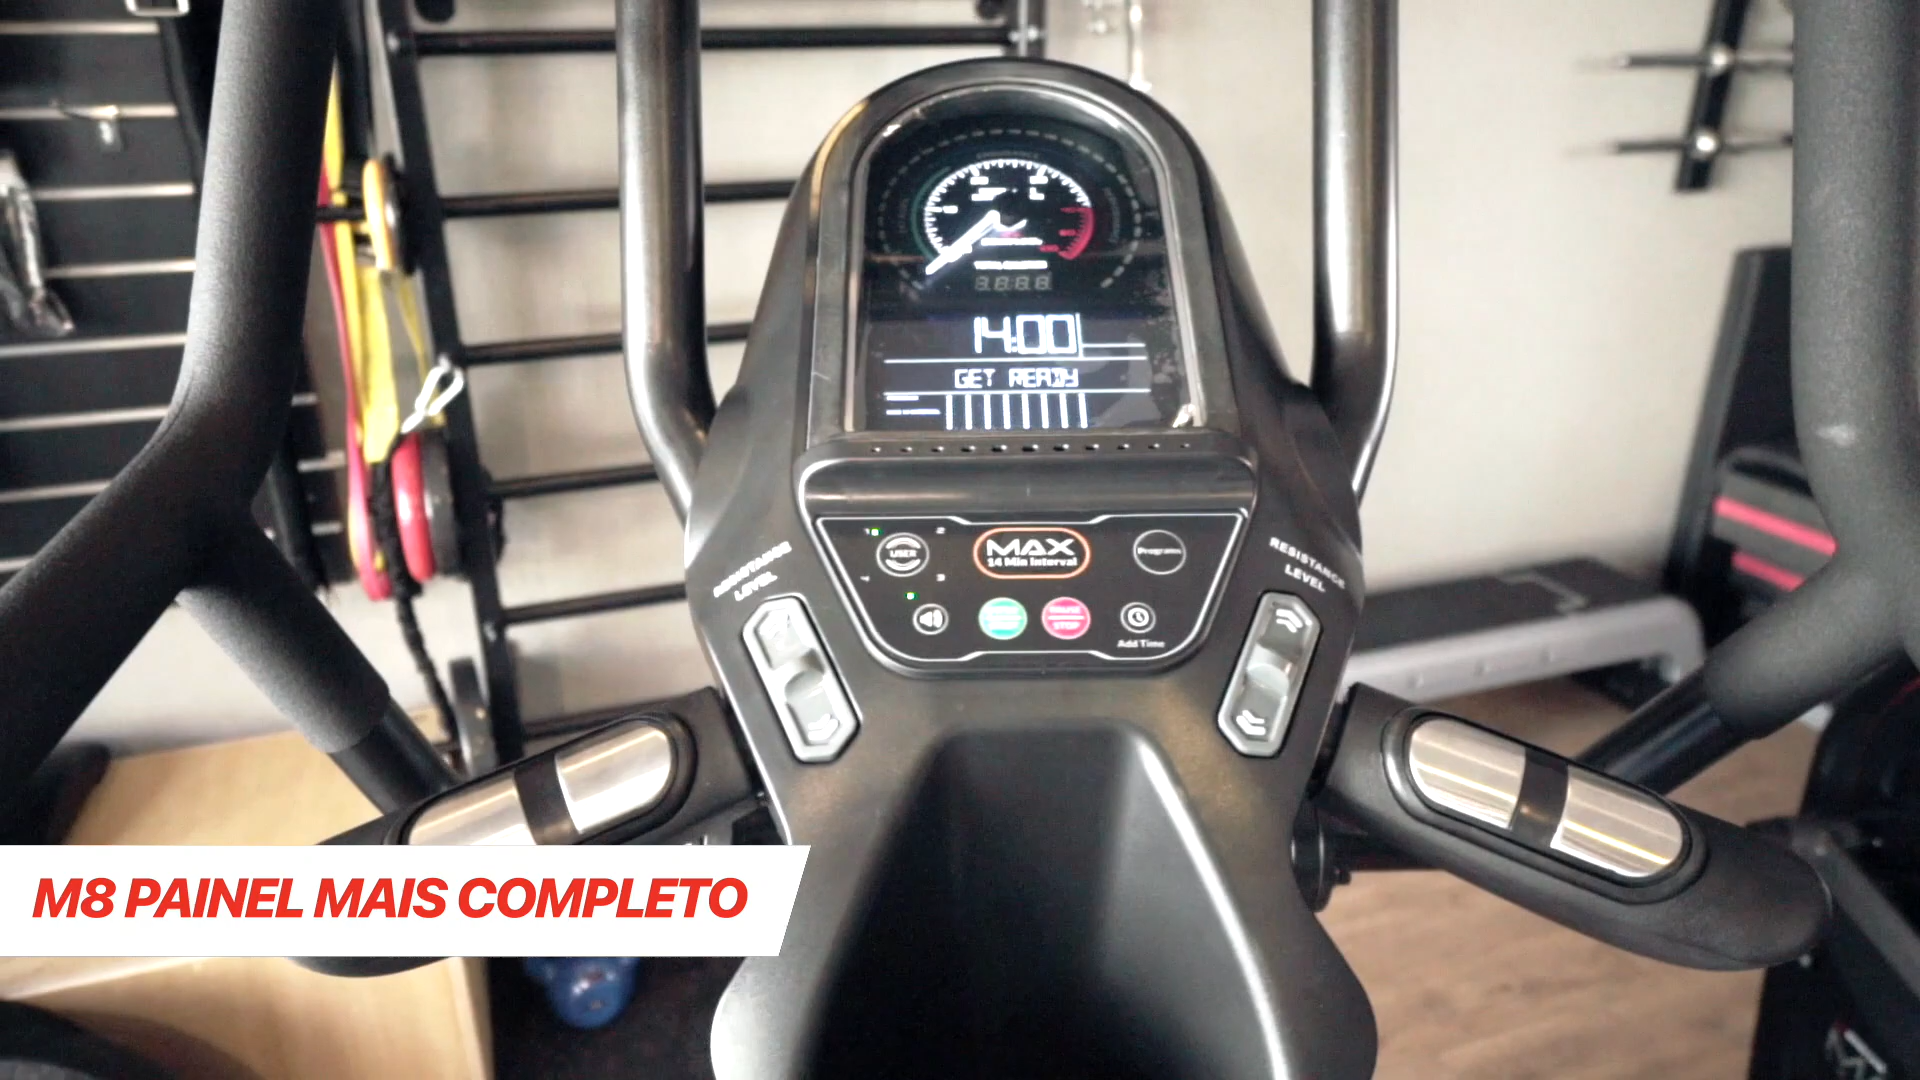 14:00
GET READY
USER
MAX
14 Min Interval
Programs
STOP
Add Time
RESISTANCE
LEVEL
RESISTANCE
LEVEL
M8 PAINEL MAIS COMPLETO